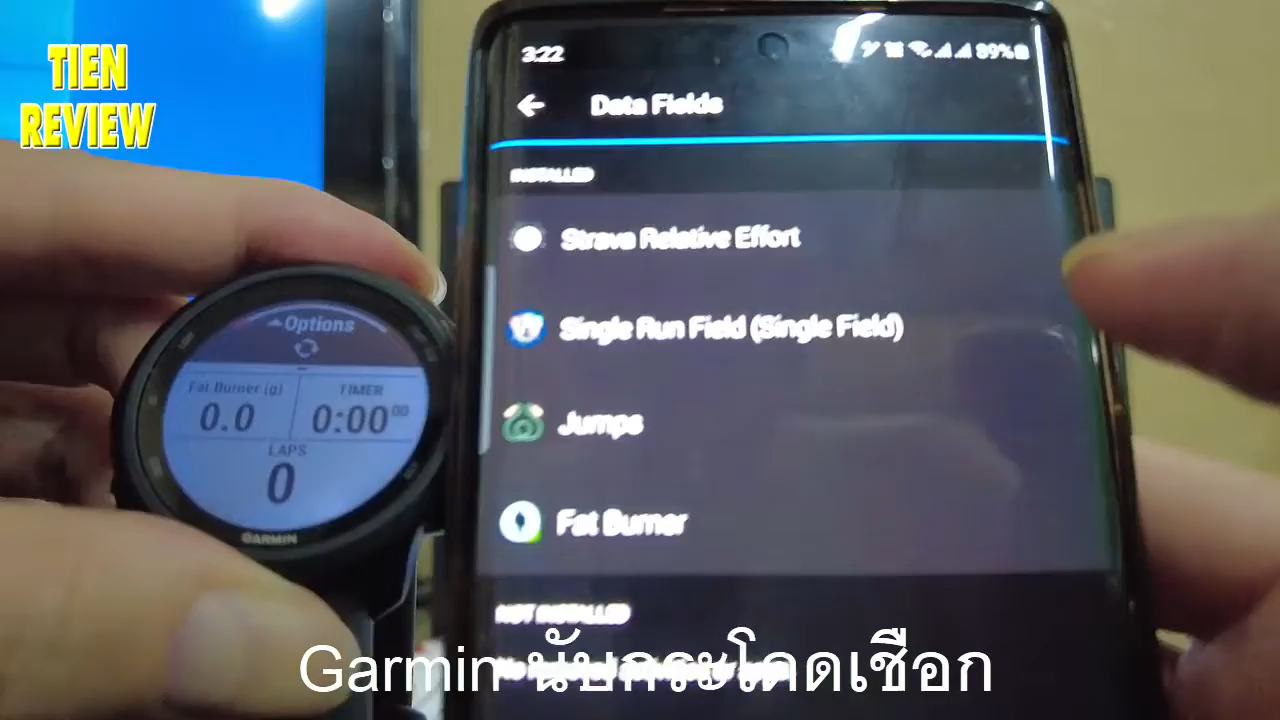 TIEN
REVIEW
3:22
89%
Data Fields
INSTALLED
Strava Relative Effort
Single Run Field (Single Field)
Jumps
Fat Burner
NOT INSTALLED
Options
Fat Burner (g)
TIMER
0.0
0:00 00
LAPS
0
GARMIN
Garmin นับกระโดดเชือก